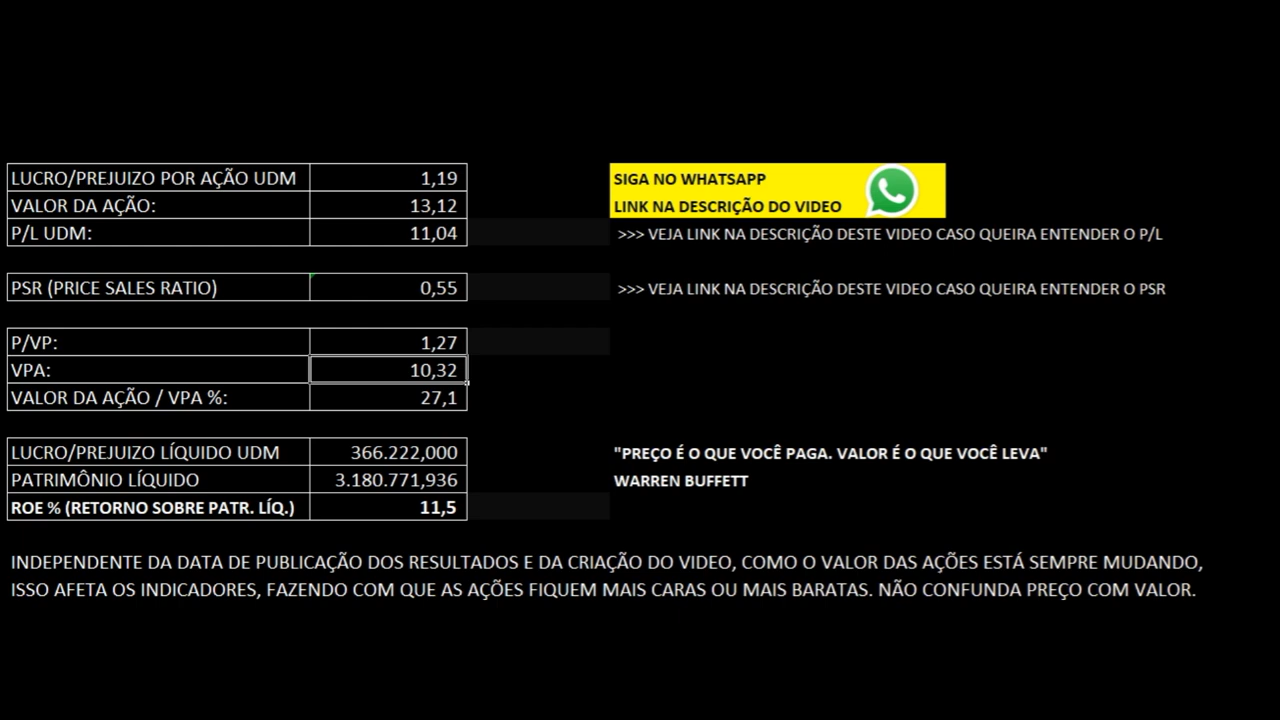 LUCRO/PREJUIZO POR AÇÃO UDM 1,19
SIGA NO WHATSAPP
VALOR DA AÇÃO: 13,12
LINK NA DESCRIÇÃO DO VIDEO
P/L UDM: 11,04
>>> VEJA LINK NA DESCRIÇÃO DESTE VIDEO CASO QUEIRA ENTENDER O P/L
PSR (PRICE SALES RATIO) 0,55
>>> VEJA LINK NA DESCRIÇÃO DESTE VIDEO CASO QUEIRA ENTENDER O PSR
P/VP: 1,27
VPA: 10,32
VALOR DA AÇÃO / VPA %: 27,1
LUCRO/PREJUIZO LÍQUIDO UDM 366.222,000
"PREÇO É O QUE VOCÊ PAGA. VALOR É O QUE VOCÊ LEVA"
PATRIMÔNIO LÍQUIDO 3.180.771,936
WARREN BUFFETT
ROE % (RETORNO SOBRE PATR. LÍQ.) 11,5
INDEPENDENTE DA DATA DE PUBLICAÇÃO DOS RESULTADOS E DA CRIAÇÃO DO VIDEO, COMO O VALOR DAS AÇÕES ESTÁ SEMPRE MUDANDO,
ISSO AFETA OS INDICADORES, FAZENDO COM QUE AS AÇÕES FIQUEM MAIS CARAS OU MAIS BARATAS. NÃO CONFUNDA PREÇO COM VALOR.